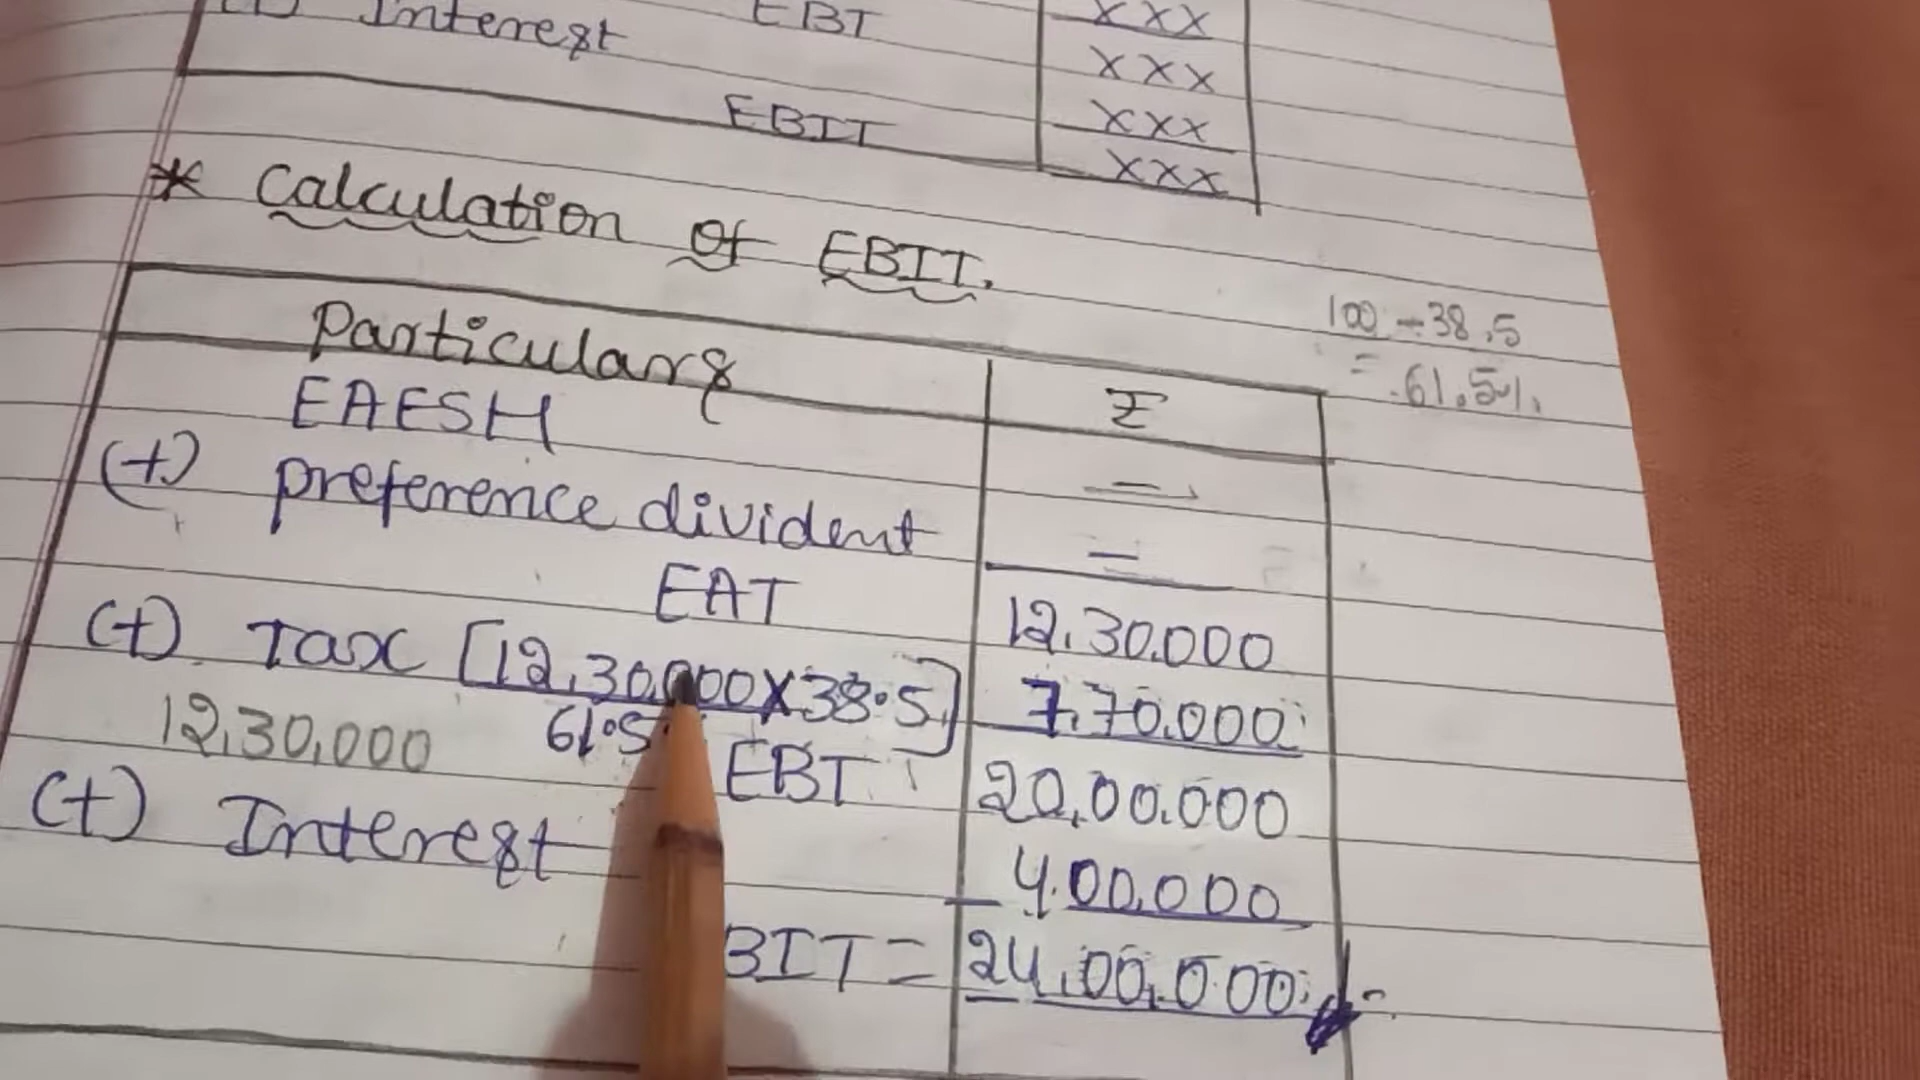 Interest EBT XXX
XXX
EBIT XXX
XXX
* Calculation Of EBIT.
100 - 38.5
= 61.5%.
Particulars ₹
EAESH —
(+) preference divident —
EAT 12,30,000
(+) Tax [12,30,000X38.5] 7,70,000
12,30,000 61.5
EBT 20,00,000
(+) Interest 4,00,000
BIT = 24,00,000